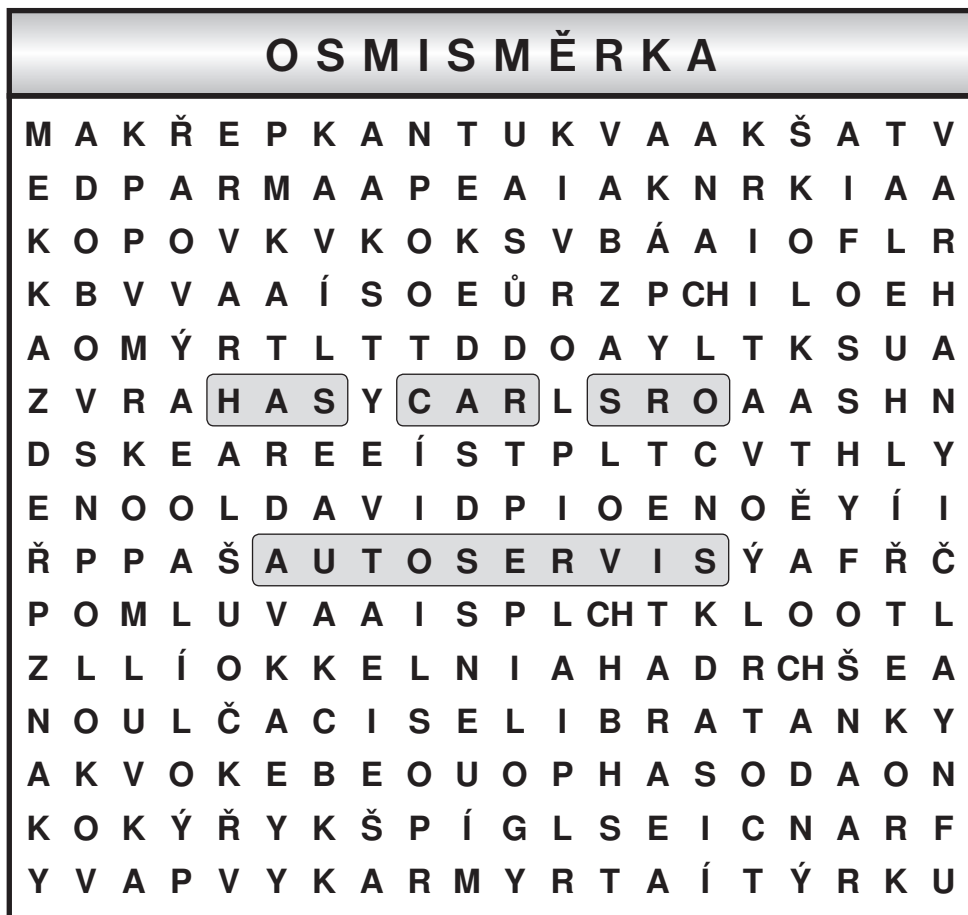 OSMISMĚRKA
M A K Ř E P K A N T U K V A A K Š A T V
E D P A R M A A P E A I A K N R K I A A
K O P O V K V K O K S V B Á A I O F L R
K B V V A A Í S O E Ů R Z P CH I L O E H
A O M Ý R T L T T D D O A Y L T K S U A
Z V R A H A S Y C A R L S R O A A S H N
D S K E A R E E Í S T P L T C V T H L Y
E N O O L D A V I D P I O E N O Ě Y Í I
Ř P P A Š A U T O S E R V I S Ý A F Ř Č
P O M L U V A A I S P L CH T K L O O T L
Z L L Í O K K E L N I A H A D R CH Š E A
N O U L Č A C I S E L I B R A T A N K Y
A K V O K E B E O U O P H A S O D A O N
K O K Ý Ř Y K Š P Í G L S E I C N A R F
Y V A P V Y K A R M Y R T A Í T Ý R K U